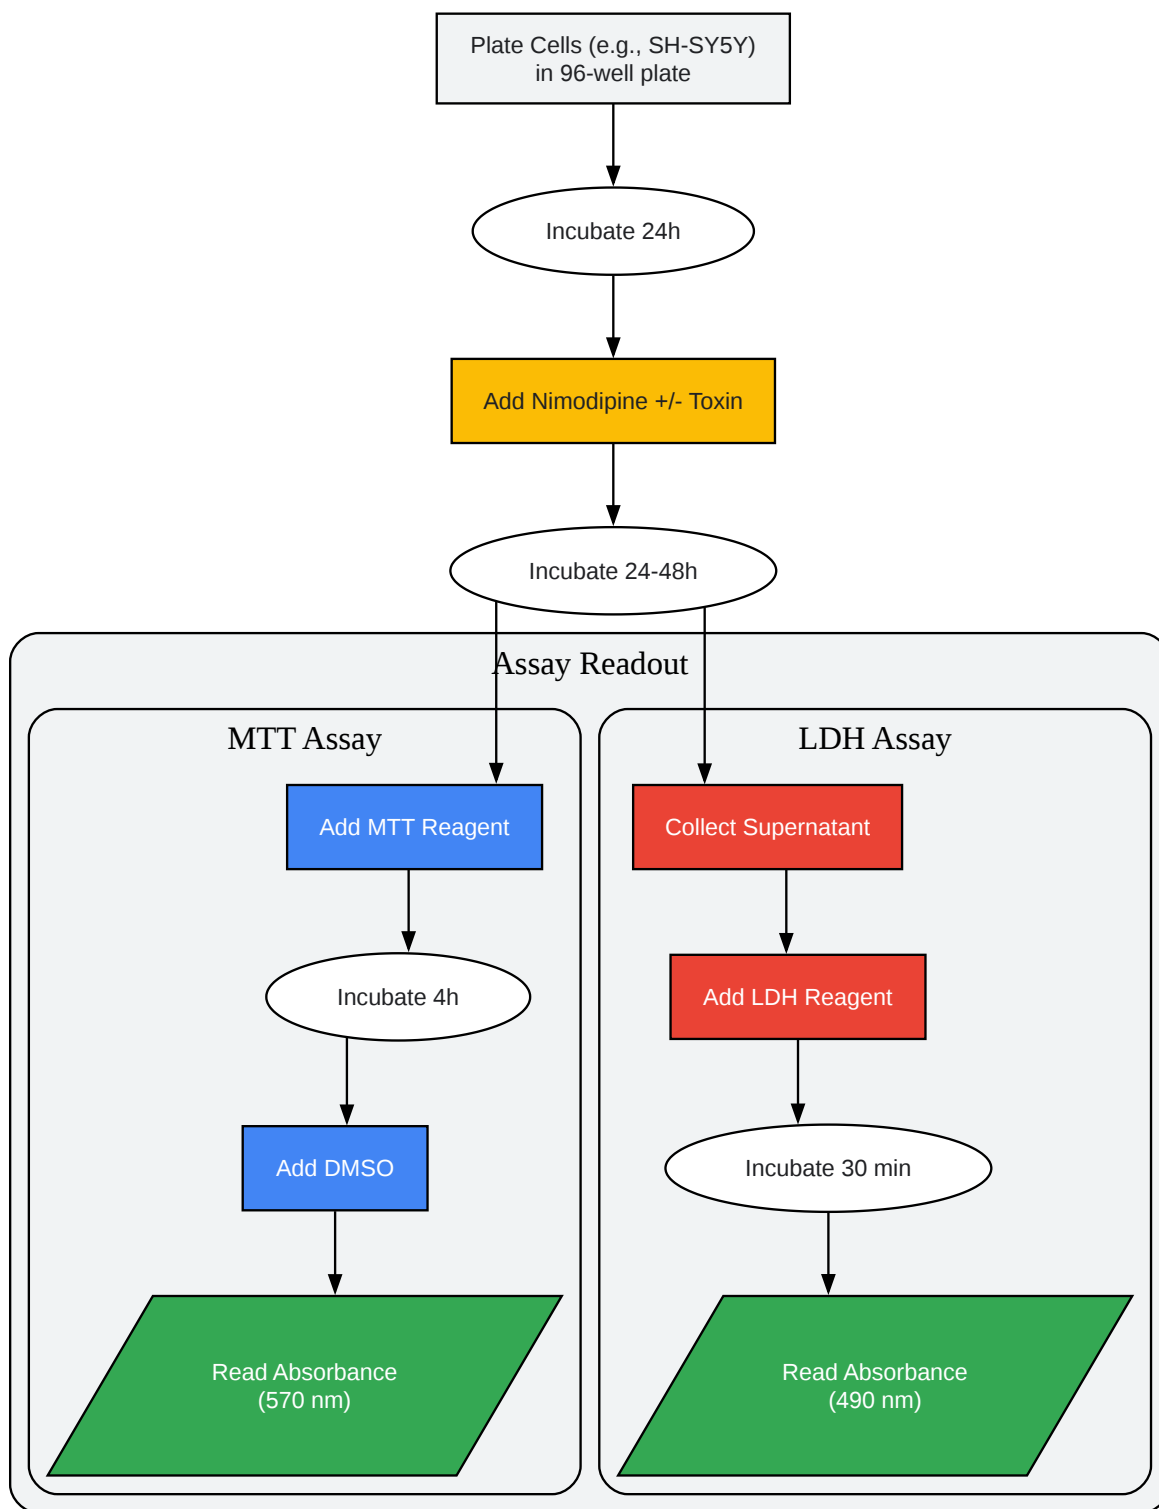 Plate Cells (e.g., SH-SY5Y)
in 96-well plate
Incubate 24h
Add Nimodipine +/- Toxin
Incubate 24-48h
Assay Readout
MTT Assay
Add MTT Reagent
Incubate 4h
Add DMSO
Read Absorbance
(570 nm)
LDH Assay
Collect Supernatant
Add LDH Reagent
Incubate 30 min
Read Absorbance
(490 nm)